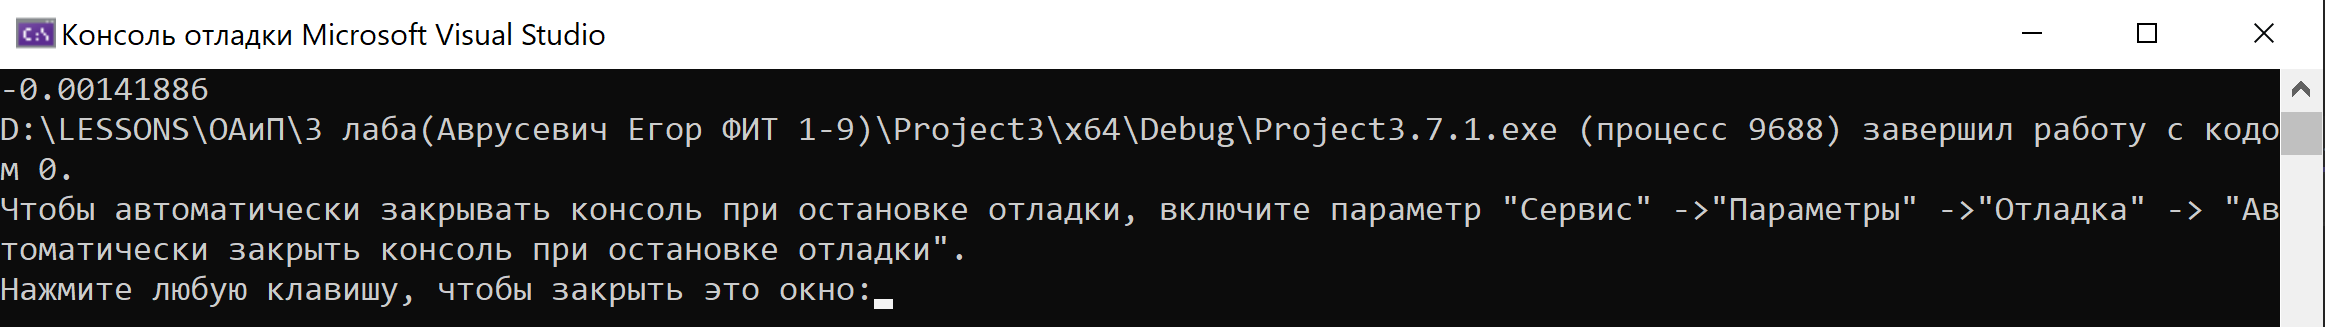 Консоль отладки Microsoft Visual Studio
-0.00141886
D:\LESSONS\ОАиП\3 лаба(Аврусевич Егор ФИТ 1-9)\Project3\x64\Debug\Project3.7.1.exe (процесс 9688) завершил работу с кодо
м 0.
Чтобы автоматически закрывать консоль при остановке отладки, включите параметр "Сервис" ->"Параметры" ->"Отладка" -> "Ав
томатически закрыть консоль при остановке отладки".
Нажмите любую клавишу, чтобы закрыть это окно: